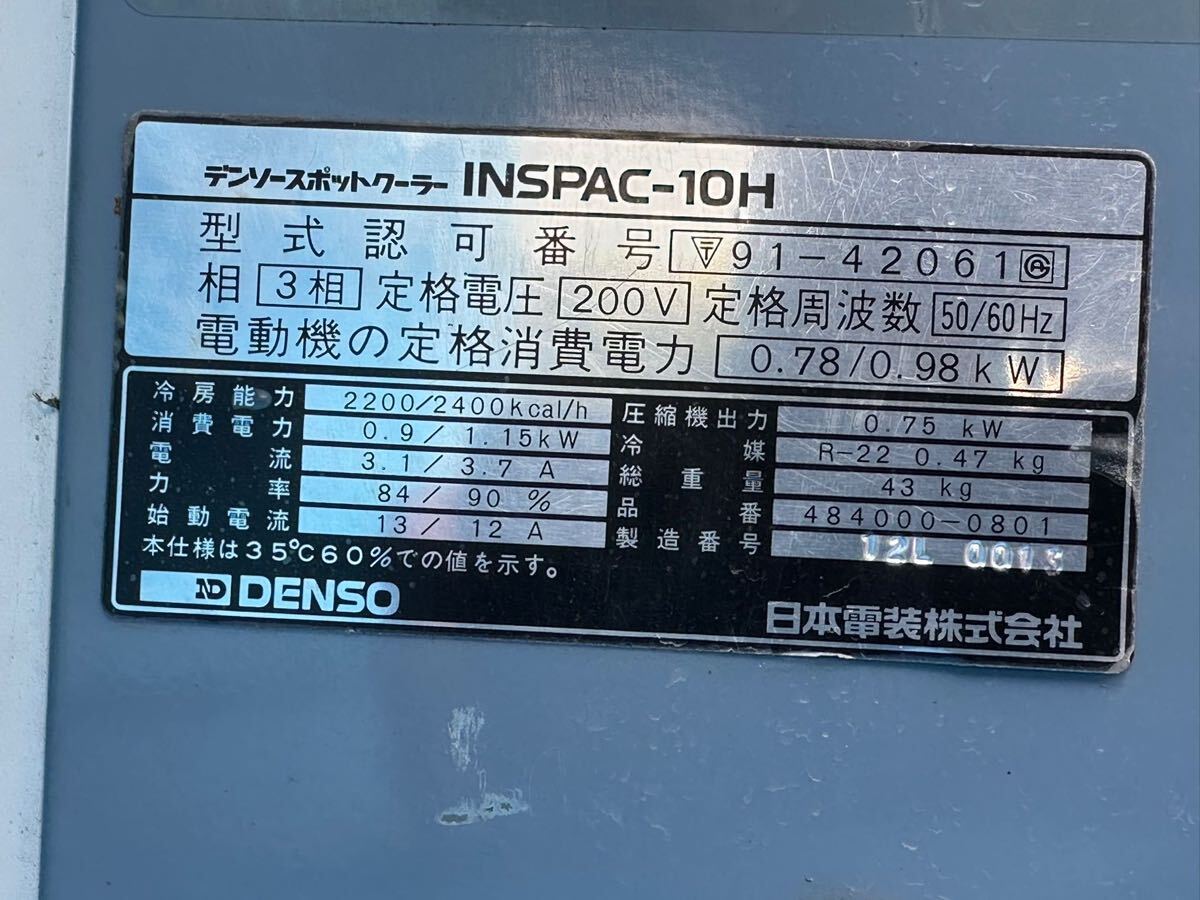 デンソースポットクーラー INSPAC-10H
型式認可番号 〒91-42061
相 3相 定格電圧 200V 定格周波数 50/60Hz
電動機の定格消費電力 0.78/0.98kW
冷房能力 2200/2400kcal/h 圧縮機出力 0.75 kW
消費電力 0.9/1.15kW 冷媒 R-22 0.47 kg
電流 3.1/3.7 A 総重量 43 kg
力率 84/90 % 品番 484000-0801
始動電流 13/12 A 製造番号 12L
本仕様は35℃60%での値を示す。
ND DENSO 日本電装株式会社